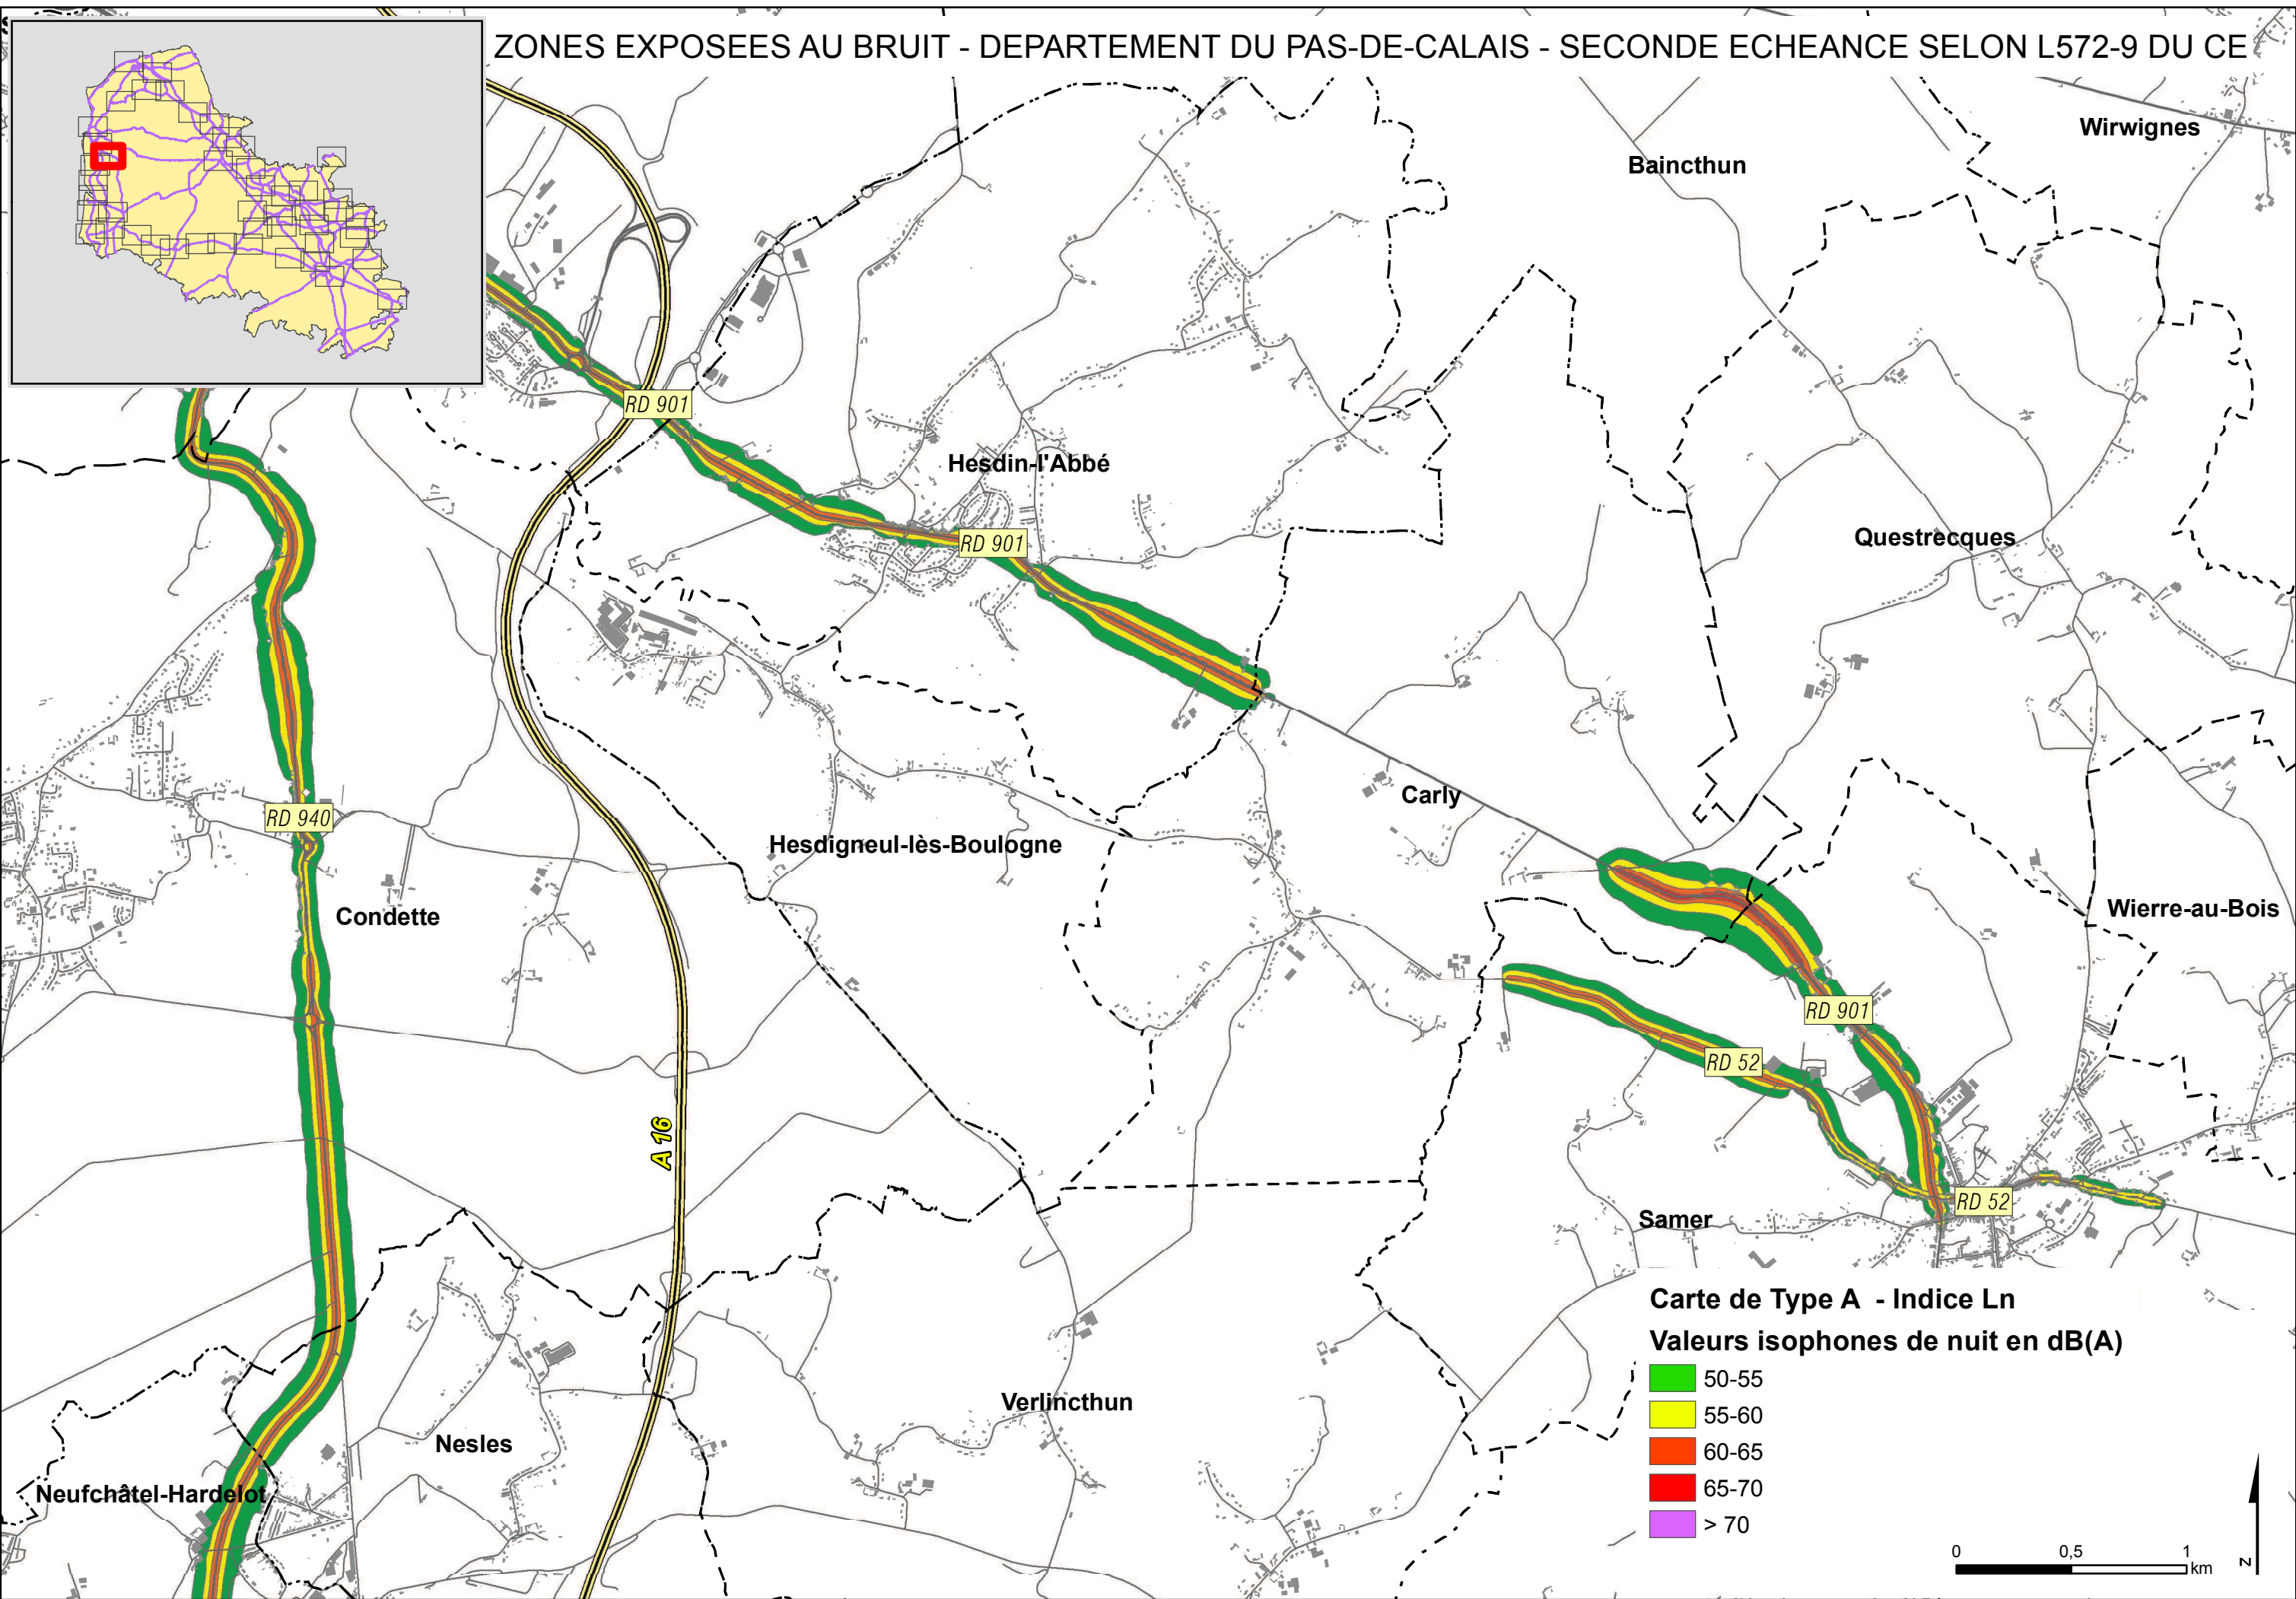 ZONES EXPOSEES AU BRUIT - DEPARTEMENT DU PAS-DE-CALAIS - SECONDE ECHEANCE SELON L572-9 DU CE
Wirwignes
Baincthun
RD 901
Hesdin-l'Abbé
RD 901
Questrecques
Carly
RD 940
Hesdigneul-lès-Boulogne
Condette
Wierre-au-Bois
RD 901
RD 52
A 16
RD 52
Samer
Verlincthun
Nesles
Neufchâtel-Hardelot
Carte de Type A - Indice Ln
Valeurs isophones de nuit en dB(A)
50-55
55-60
60-65
65-70
> 70
0 0,5 1
km
N